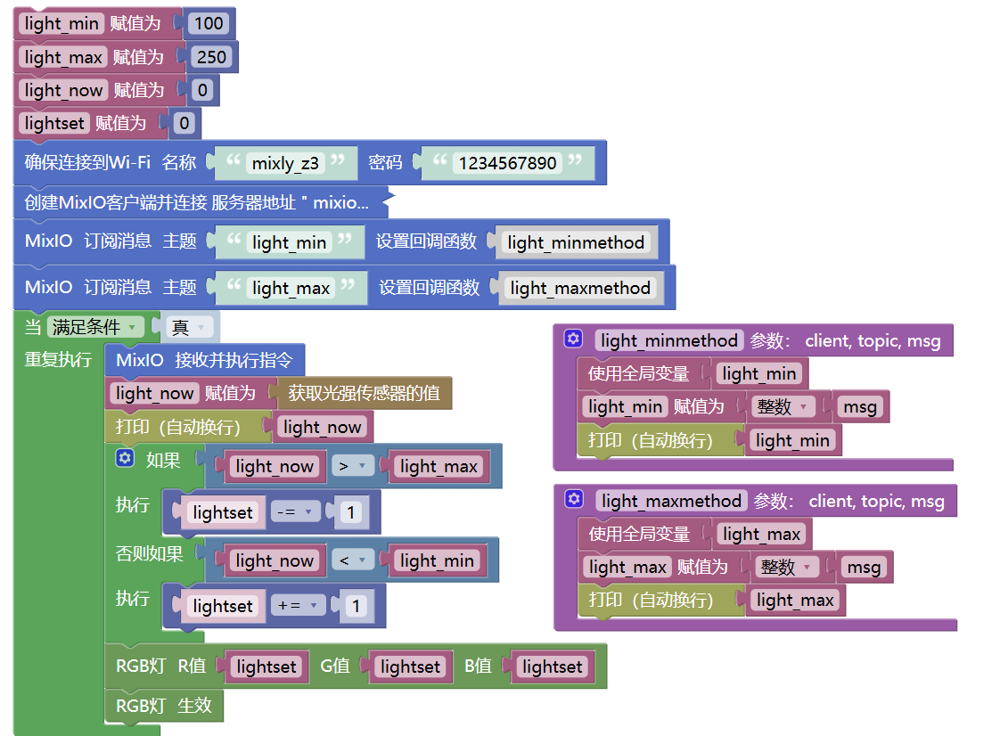 light_min 赋值为 100
light_max 赋值为 250
light_now 赋值为 0
lightset 赋值为 0
确保连接到Wi-Fi 名称 “ mixly_z3 ” 密码 “ 1234567890 ”
创建MixIO客户端并连接 服务器地址 " mixio...
MixIO 订阅消息 主题 “ light_min ” 设置回调函数 light_minmethod
MixIO 订阅消息 主题 “ light_max ” 设置回调函数 light_maxmethod
当 满足条件 真
重复执行 MixIO 接收并执行指令
light_now 赋值为 获取光强传感器的值
打印（自动换行） light_now
如果 light_now > light_max
执行 lightset -= 1
否则如果 light_now < light_min
执行 lightset += 1
RGB灯 R值 lightset G值 lightset B值 lightset
RGB灯 生效
light_minmethod 参数： client, topic, msg
使用全局变量 light_min
light_min 赋值为 整数 msg
打印（自动换行） light_min
light_maxmethod 参数： client, topic, msg
使用全局变量 light_max
light_max 赋值为 整数 msg
打印（自动换行） light_max